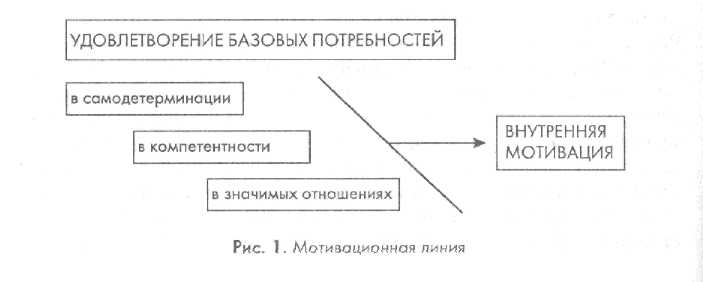 УДОВЛЕТВОРЕНИЕ БАЗОВЫХ ПОТРЕБНОСТЕЙ
в самодетерминации
в компетентности
в значимых отношениях
ВНУТРЕННЯЯ
МОТИВАЦИЯ
Рис. 1. Мотивационная линия